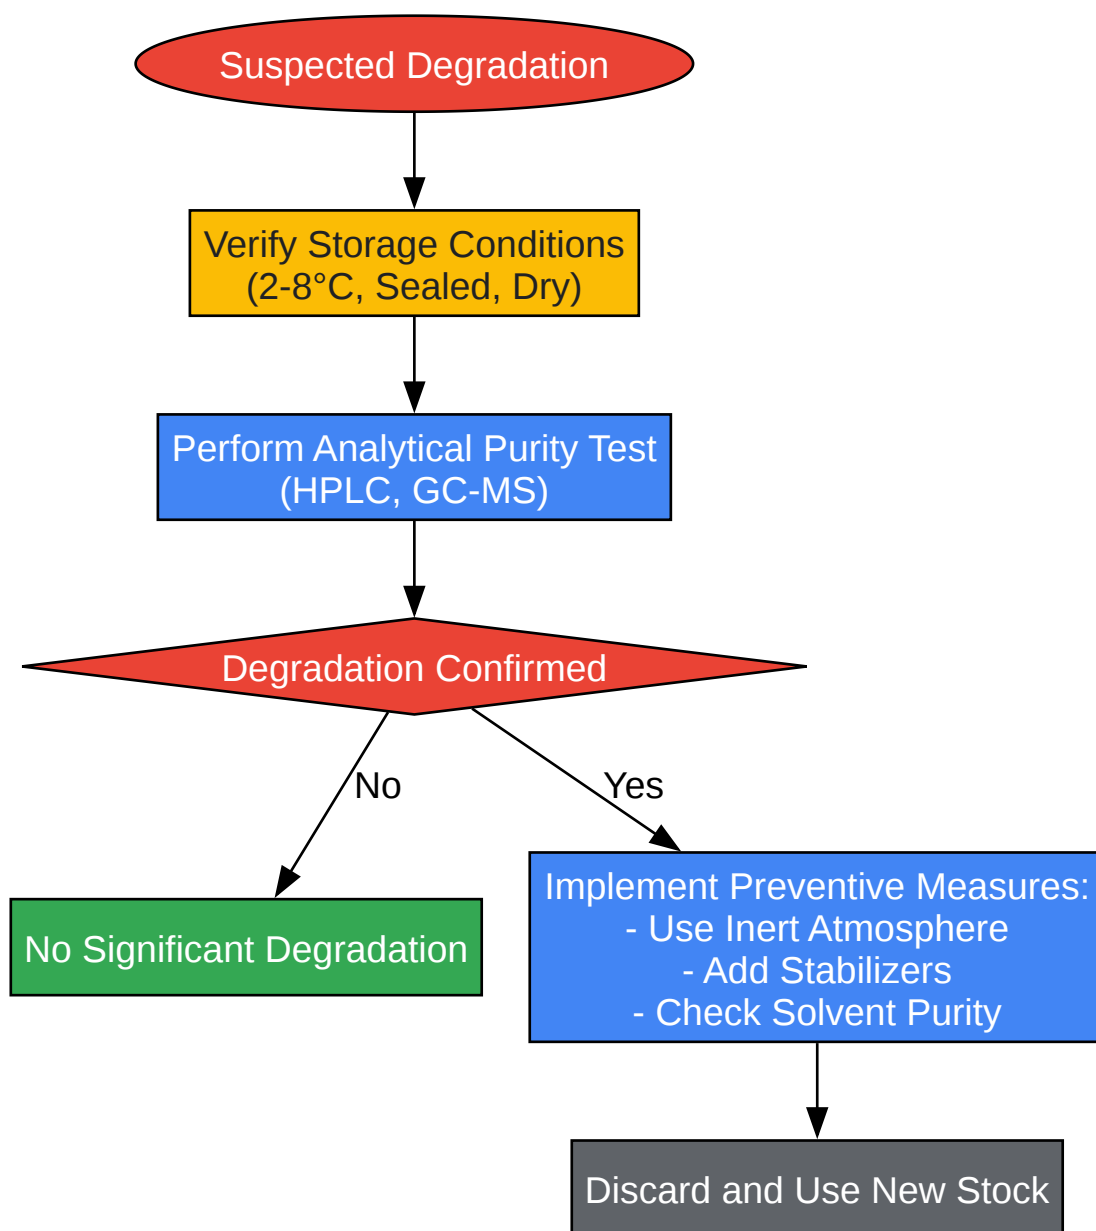 Suspected Degradation
Verify Storage Conditions
(2-8°C, Sealed, Dry)
Perform Analytical Purity Test
(HPLC, GC-MS)
Degradation Confirmed
No
Yes
Implement Preventive Measures:
- Use Inert Atmosphere
- Add Stabilizers
- Check Solvent Purity
No Significant Degradation
Discard and Use New Stock